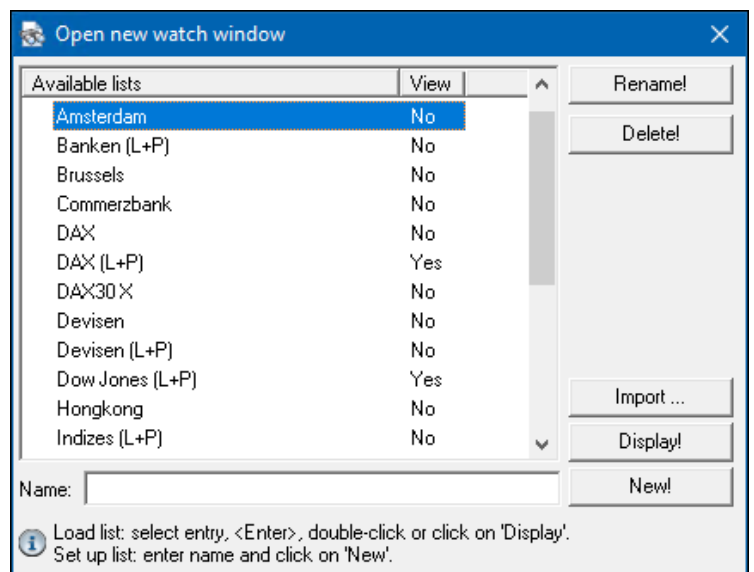 Open new watch window
Available lists View
Rename!
Amsterdam No
Delete!
Banken (L+P) No
Brussels No
Commerzbank No
DAX No
DAX (L+P) Yes
DAX30 X No
Devisen No
Devisen (L+P) No
Dow Jones (L+P) Yes
Import ...
Hongkong No
Indizes (L+P) No
Display!
Name:
New!
Load list: select entry, <Enter>, double-click or click on 'Display'.
Set up list: enter name and click on 'New'.